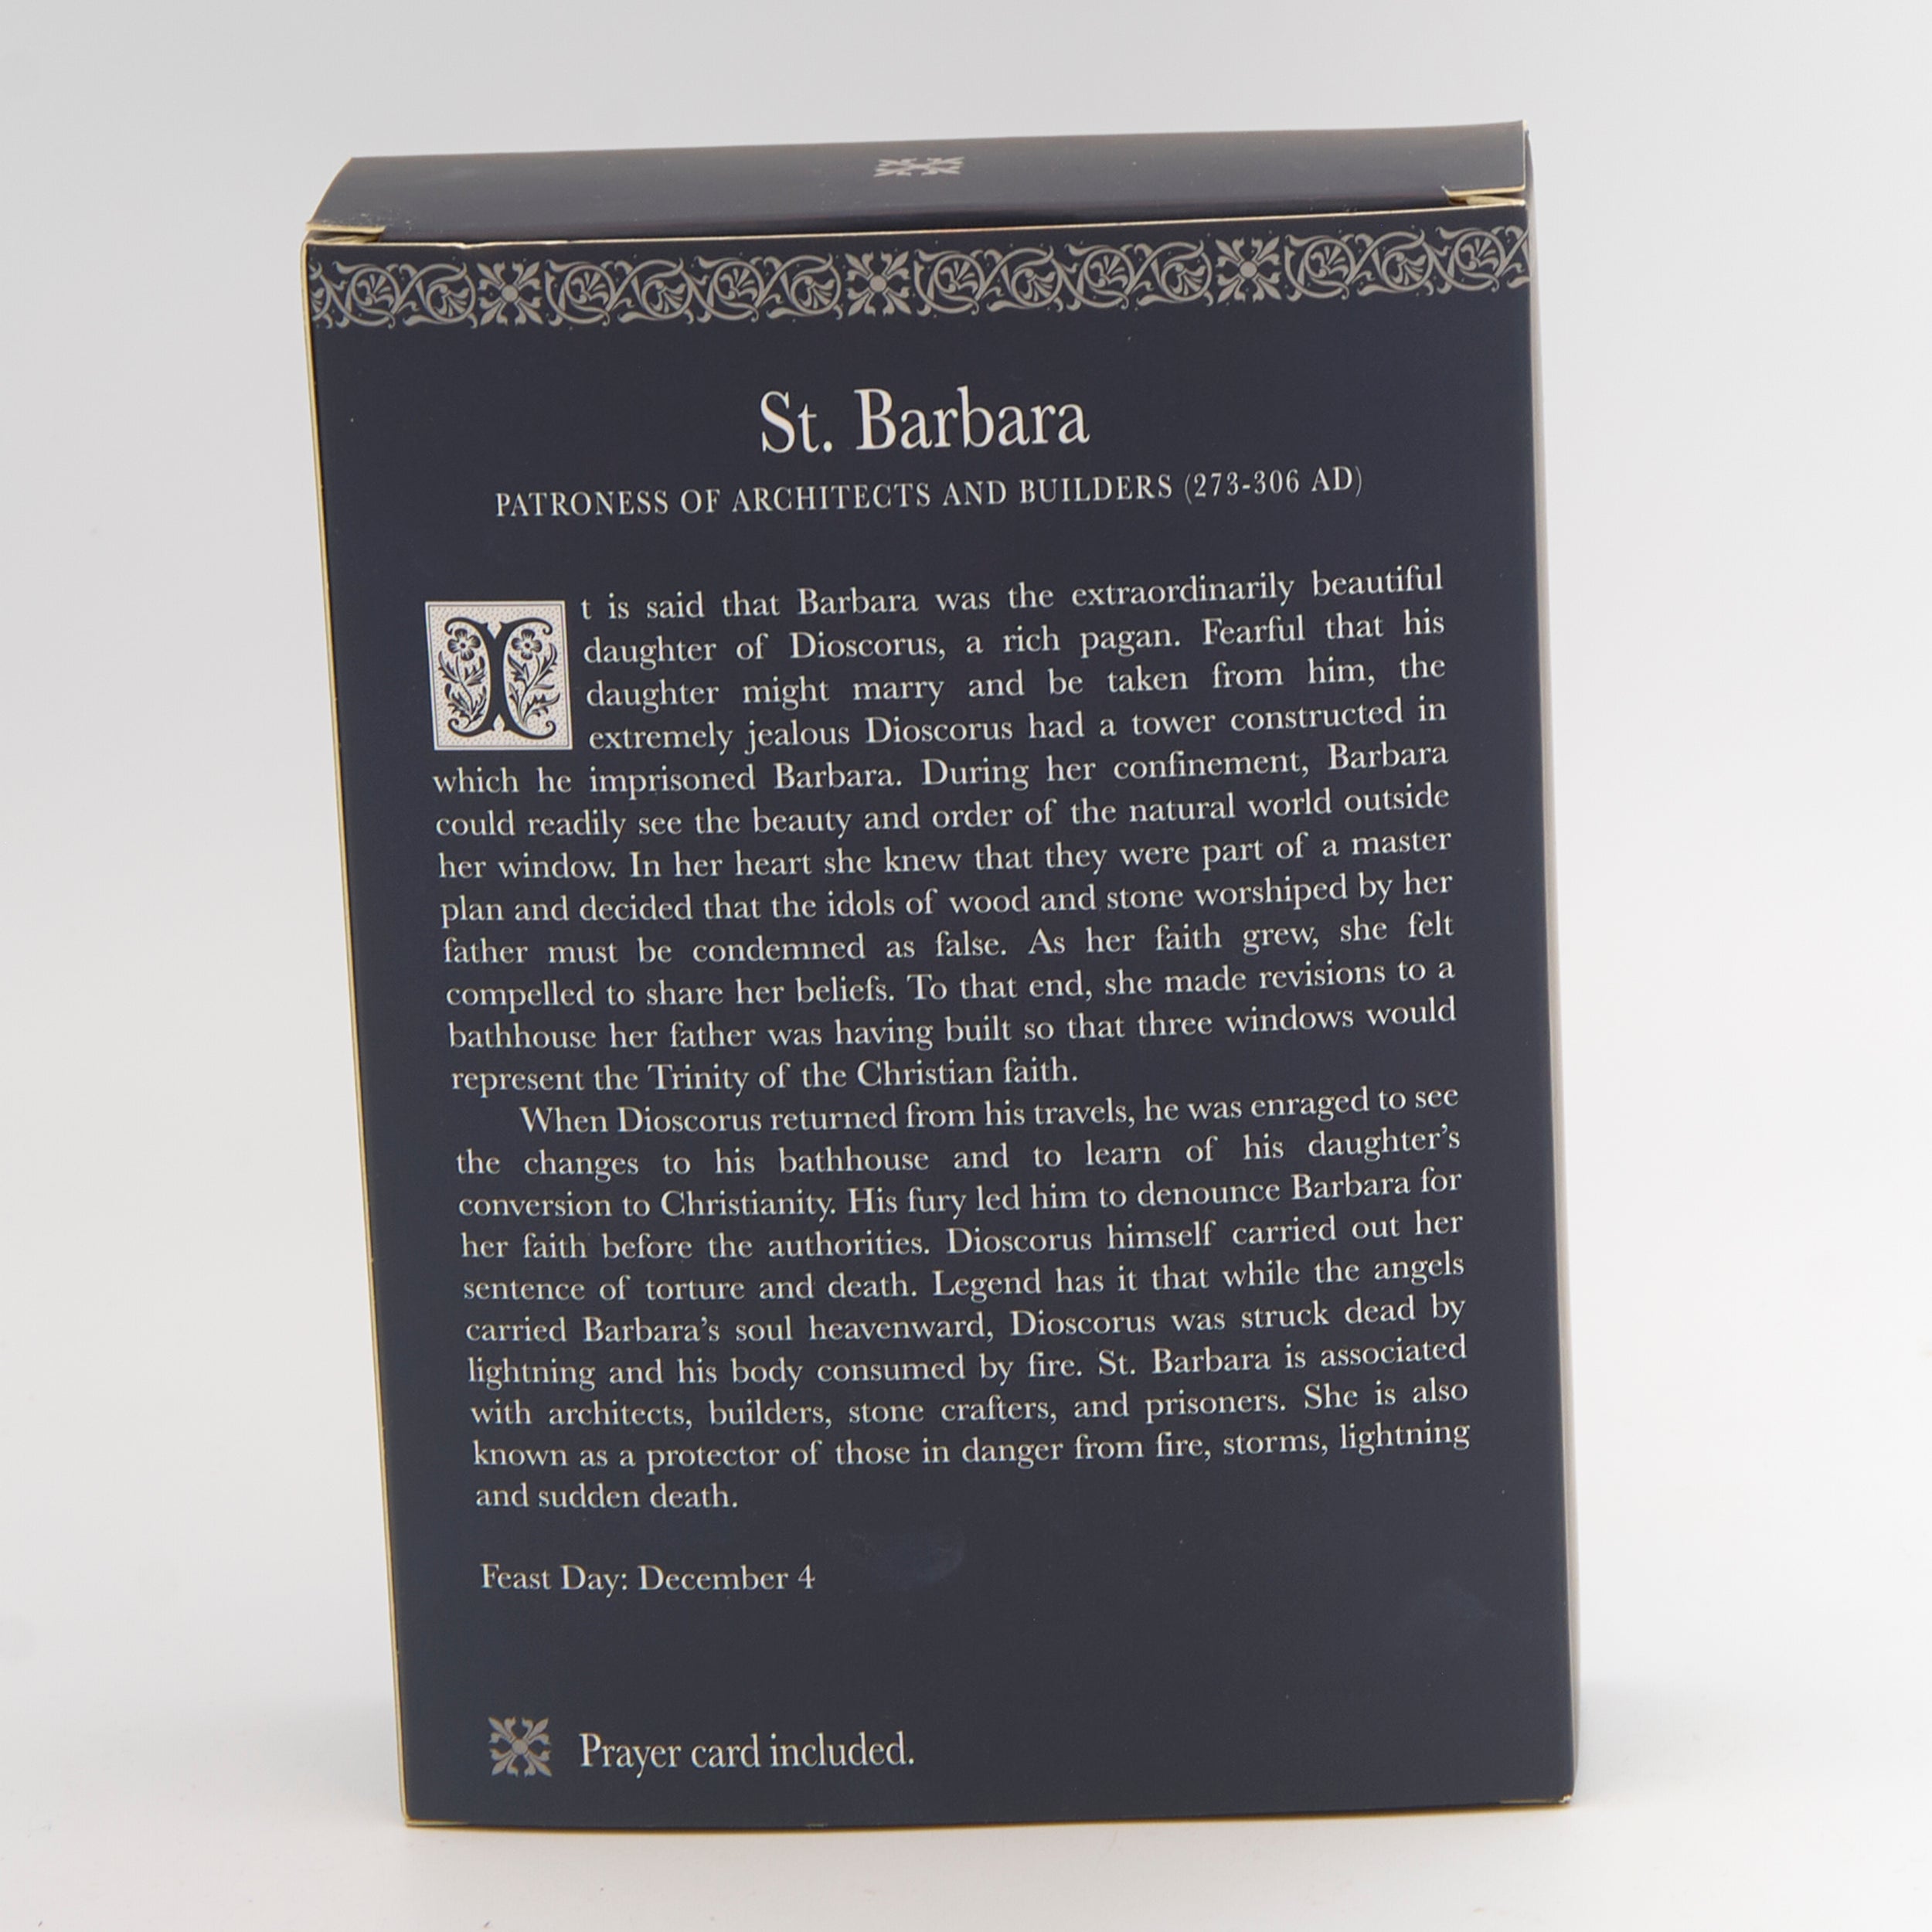 St. Barbara
PATRONESS OF ARCHITECTS AND BUILDERS (273-306 AD)
It is said that Barbara was the extraordinarily beautiful
daughter of Dioscorus, a rich pagan. Fearful that his
daughter might marry and be taken from him, the
extremely jealous Dioscorus had a tower constructed in
which he imprisoned Barbara. During her confinement, Barbara
could readily see the beauty and order of the natural world outside
her window. In her heart she knew that they were part of a master
plan and decided that the idols of wood and stone worshiped by her
father must be condemned as false. As her faith grew, she felt
compelled to share her beliefs. To that end, she made revisions to a
bathhouse her father was having built so that three windows would
represent the Trinity of the Christian faith.
When Dioscorus returned from his travels, he was enraged to see
the changes to his bathhouse and to learn of his daughter's
conversion to Christianity. His fury led him to denounce Barbara for
her faith before the authorities. Dioscorus himself carried out her
sentence of torture and death. Legend has it that while the angels
carried Barbara's soul heavenward, Dioscorus was struck dead by
lightning and his body consumed by fire. St. Barbara is associated
with architects, builders, stone crafters, and prisoners. She is also
known as a protector of those in danger from fire, storms, lightning
and sudden death.
Feast Day: December 4
Prayer card included.